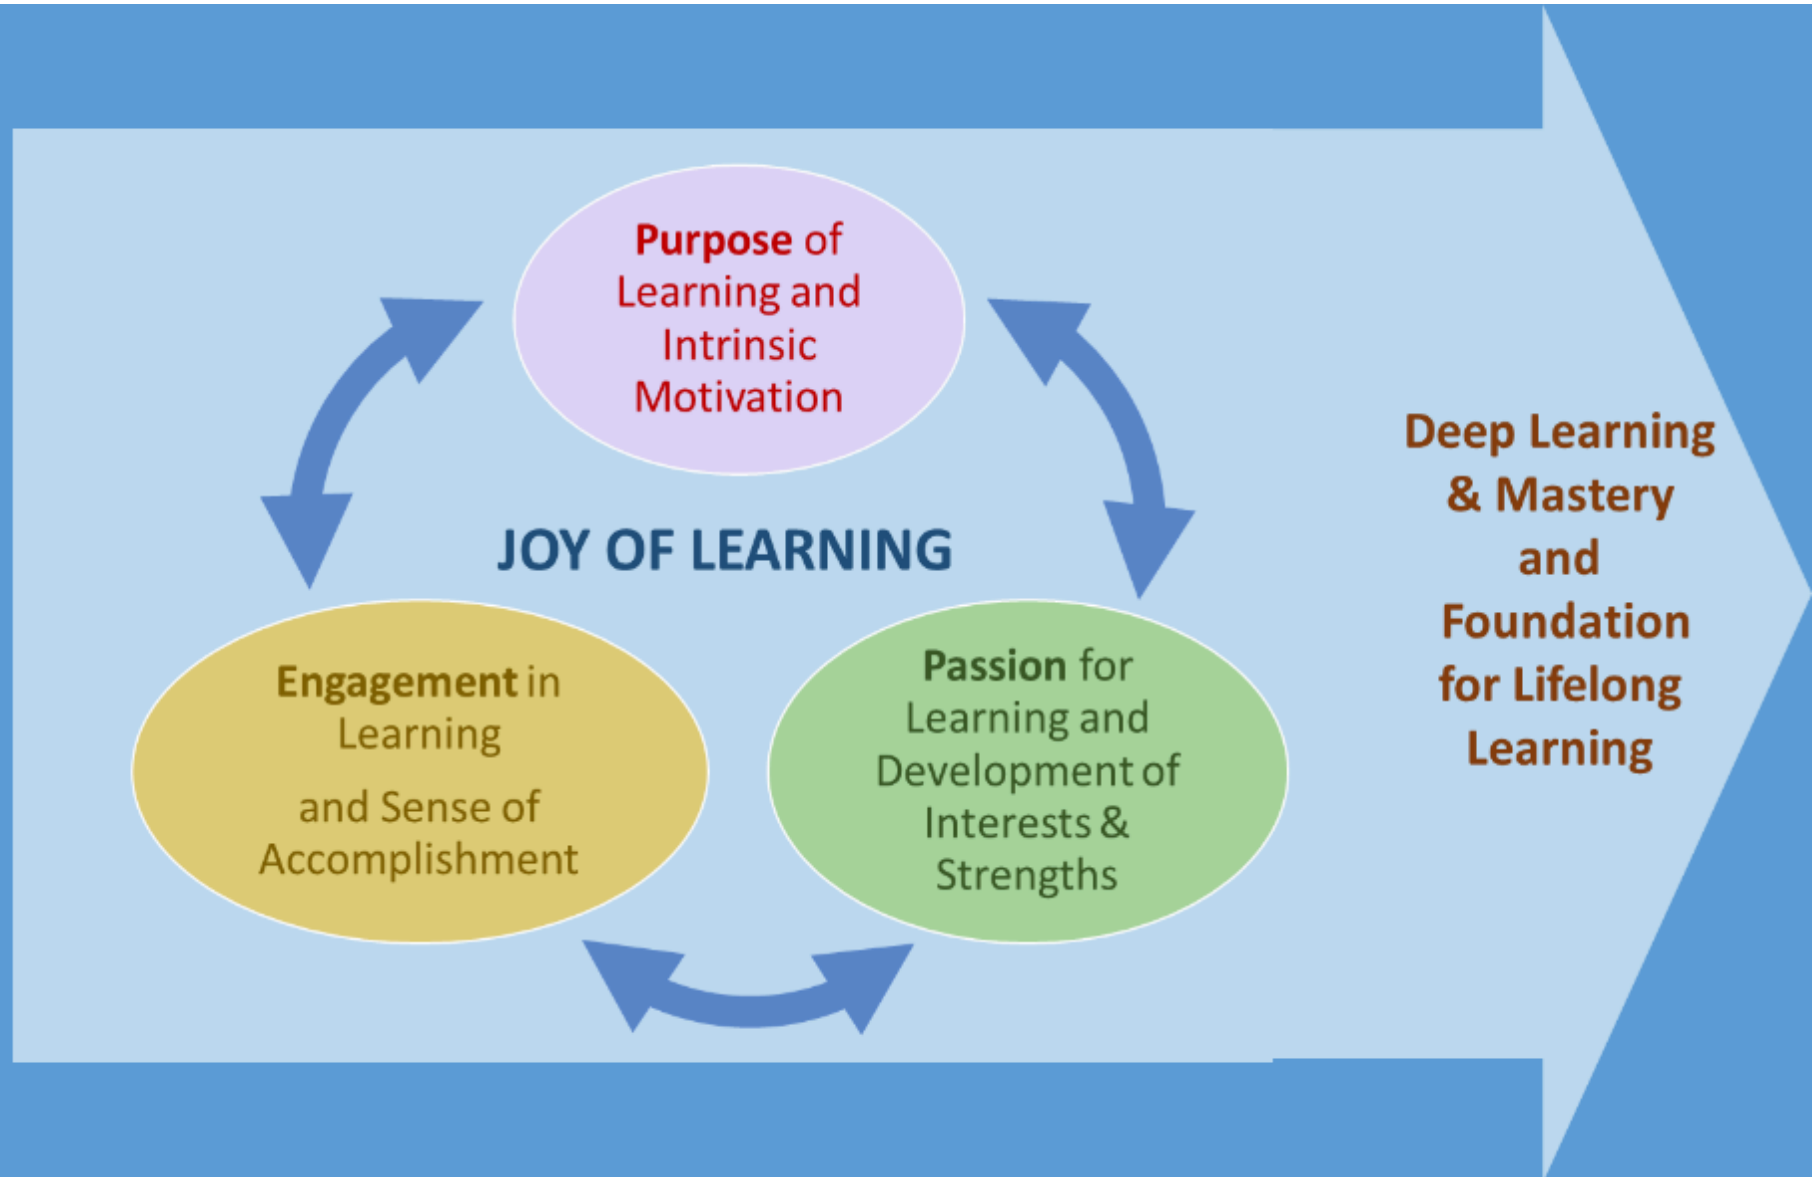 Purpose of
Learning and
Intrinsic
Motivation
JOY OF LEARNING
Engagement in
Learning
and Sense of
Accomplishment
Passion for
Learning and
Development of
Interests &
Strengths
Deep Learning
& Mastery
and
Foundation
for Lifelong
Learning